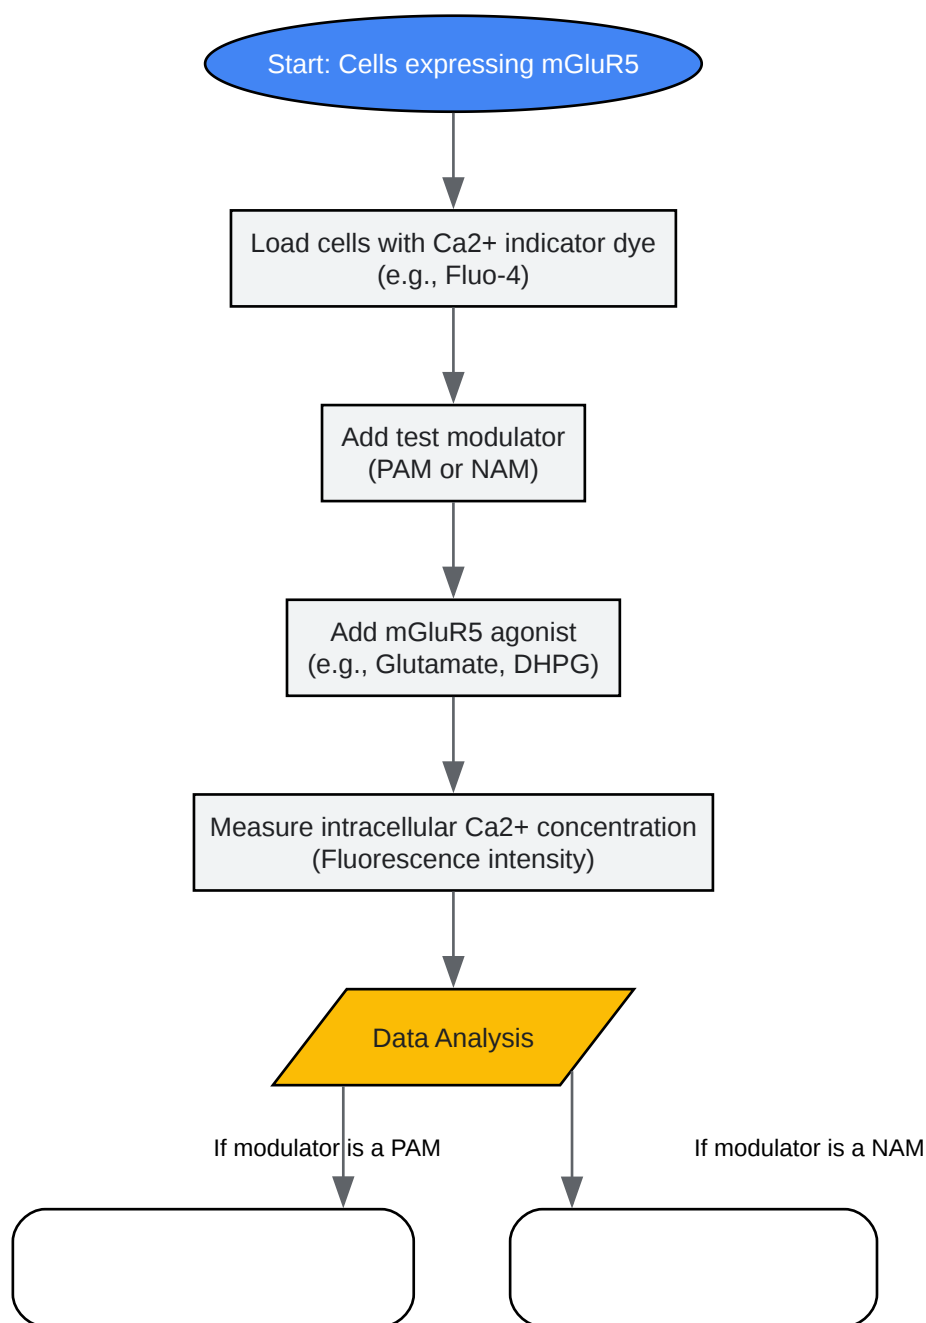 Start: Cells expressing mGluR5
Load cells with Ca2+ indicator dye
(e.g., Fluo-4)
Add test modulator
(PAM or NAM)
Add mGluR5 agonist
(e.g., Glutamate, DHPG)
Measure intracellular Ca2+ concentration
(Fluorescence intensity)
Data Analysis
If modulator is a PAM
If modulator is a NAM